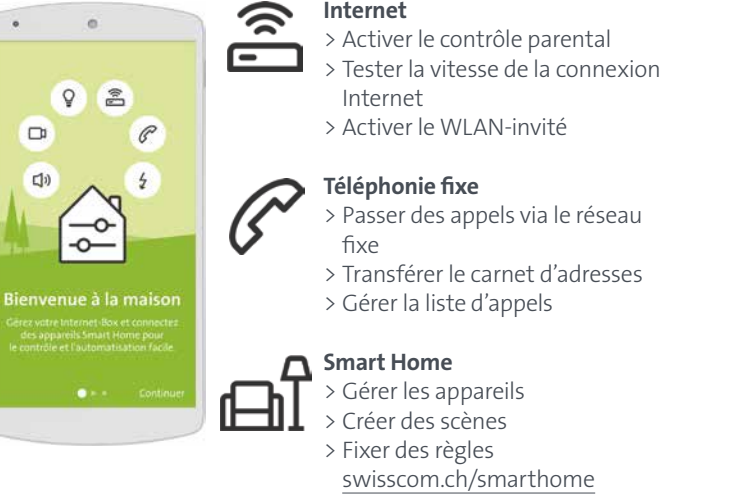 Bienvenue à la maison
Gérez votre Internet-Box et connectez
des appareils Smart Home pour
le contrôle et l'automatisation facile.
Continuer
Internet
> Activer le contrôle parental
> Tester la vitesse de la connexion
Internet
> Activer le WLAN-invité
Téléphonie fixe
> Passer des appels via le réseau
fixe
> Transférer le carnet d'adresses
> Gérer la liste d'appels
Smart Home
> Gérer les appareils
> Créer des scènes
> Fixer des règles
swisscom.ch/smarthome